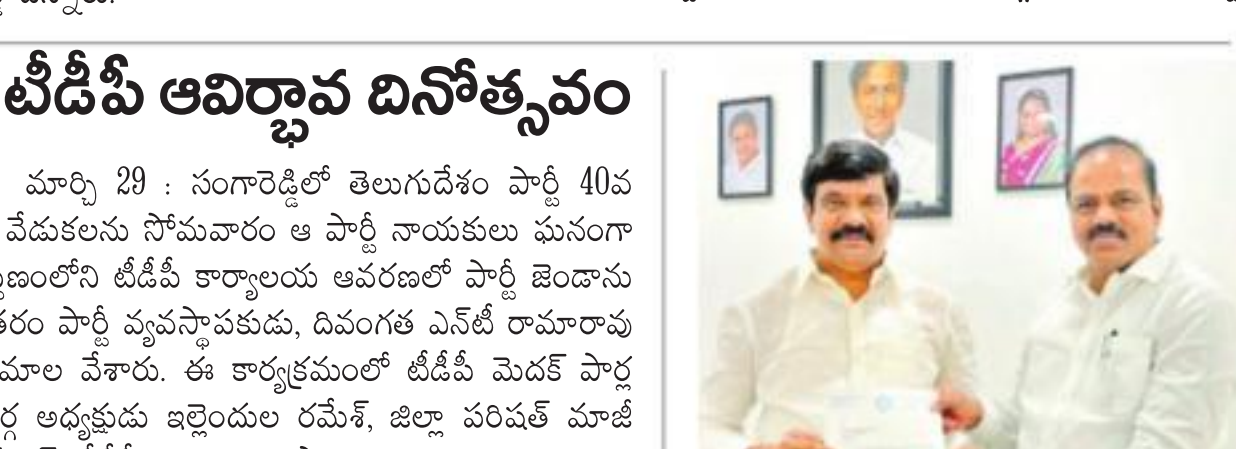 టీడీపీ ఆవిర్భావ దినోత్సవం
మార్చి 29 : సంగారెడ్డిలో తెలుగుదేశం పార్టీ 40వ
వేడుకలను సోమవారం ఆ పార్టీ నాయకులు ఘనంగా
టీడీపీ కార్యాలయ ఆవరణలో పార్టీ జెండాను
పార్టీ వ్యవస్థాపకుడు, దివంగత ఎన్‌టీ రామారావు
మాల వేశారు. ఈ కార్యక్రమంలో టీడీపీ మెదక్ పార్ల
అధ్యక్షుడు ఇల్లెందుల రమేశ్, జిల్లా పరిషత్ మాజీ